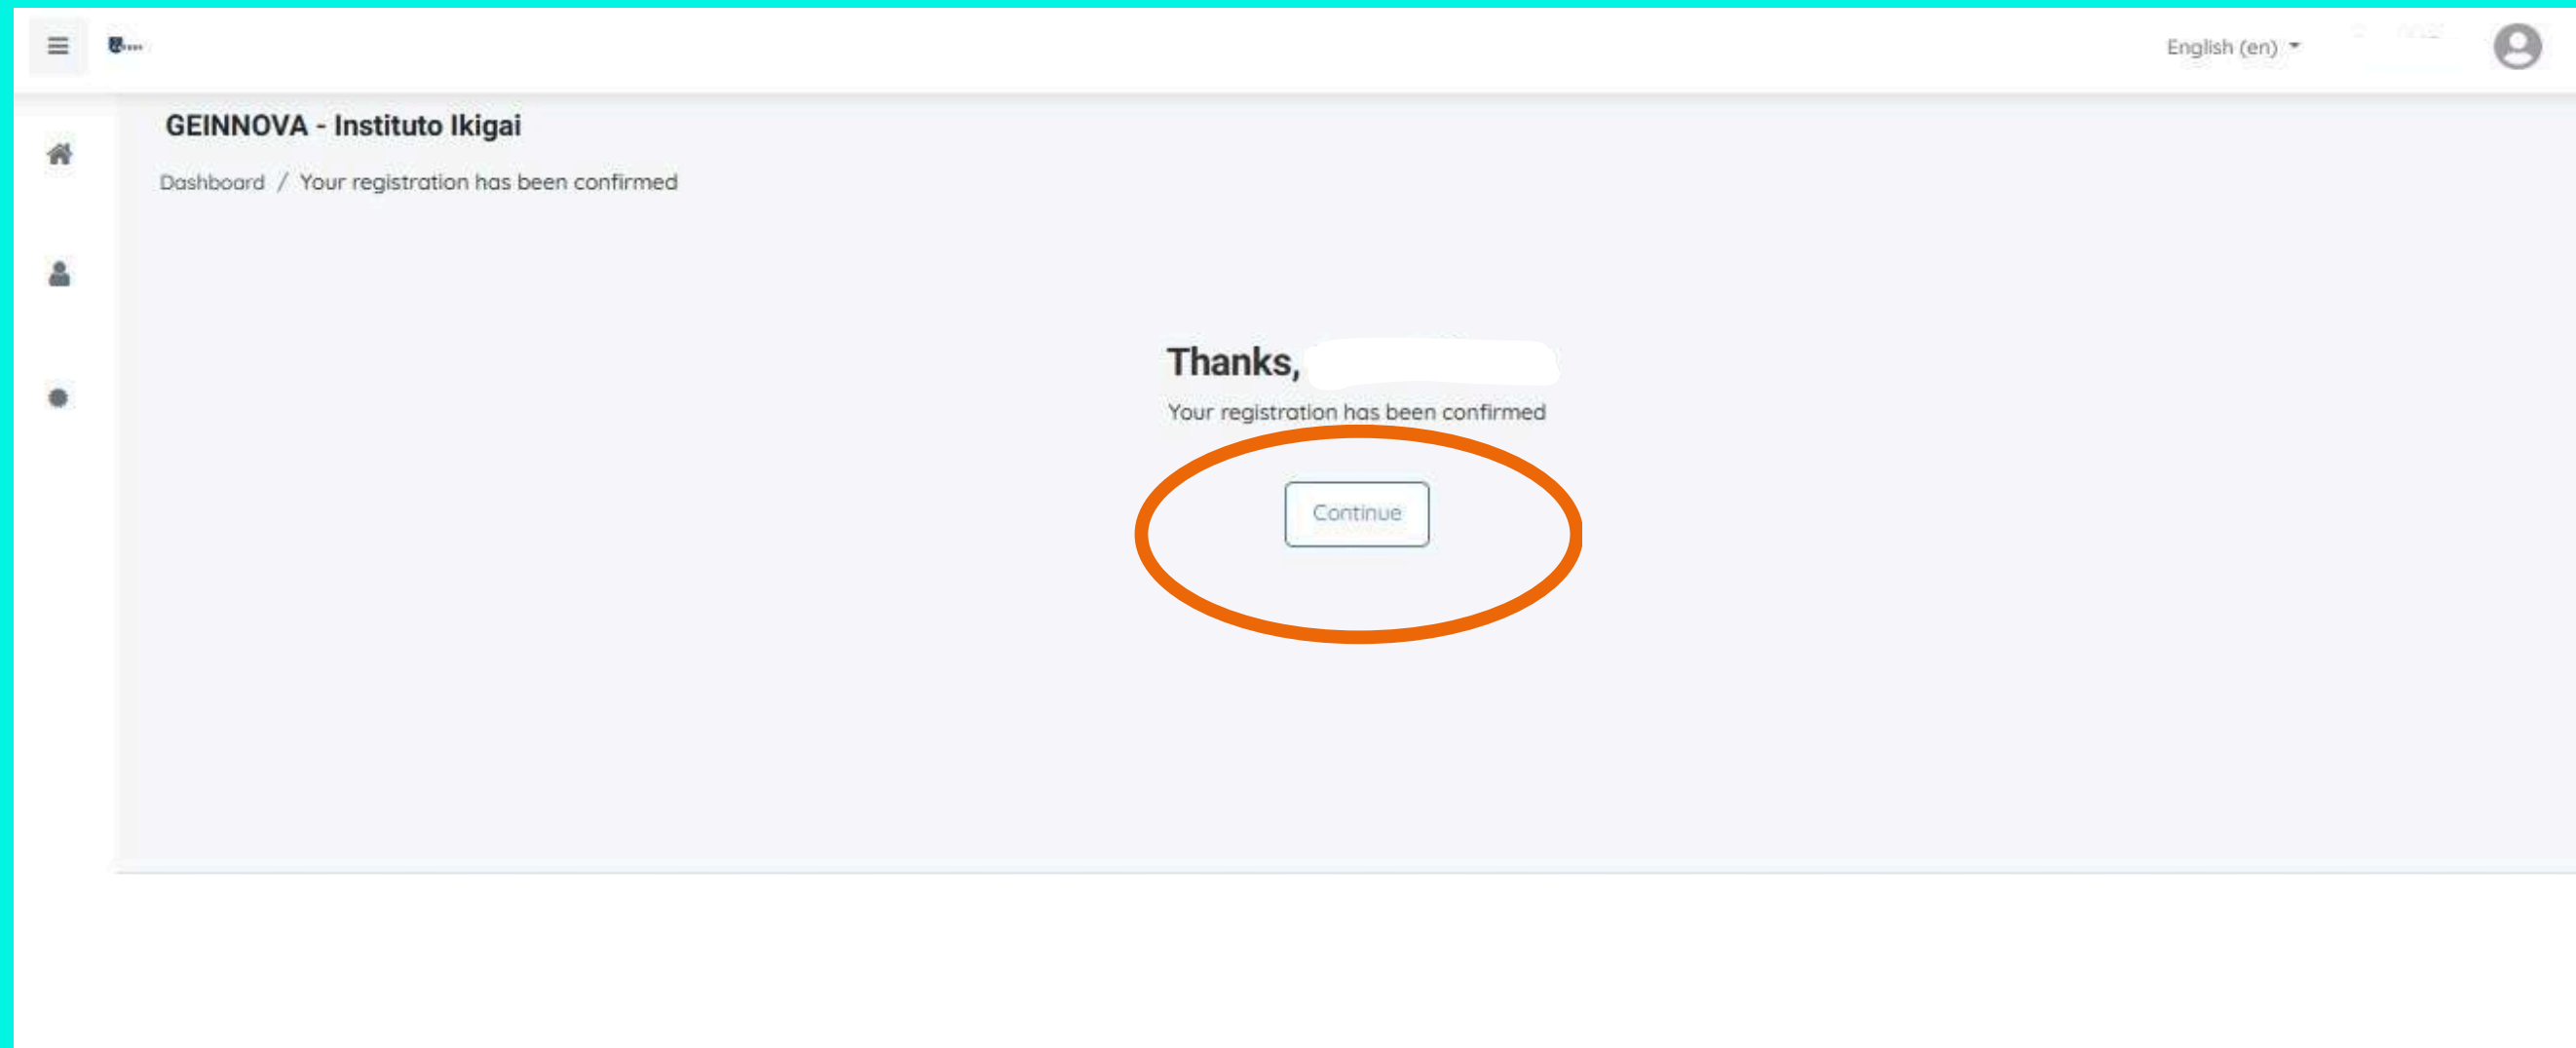 English (en)
GEINNOVA - Instituto Ikigai
Dashboard / Your registration has been confirmed
Thanks,
Your registration has been confirmed
Continue